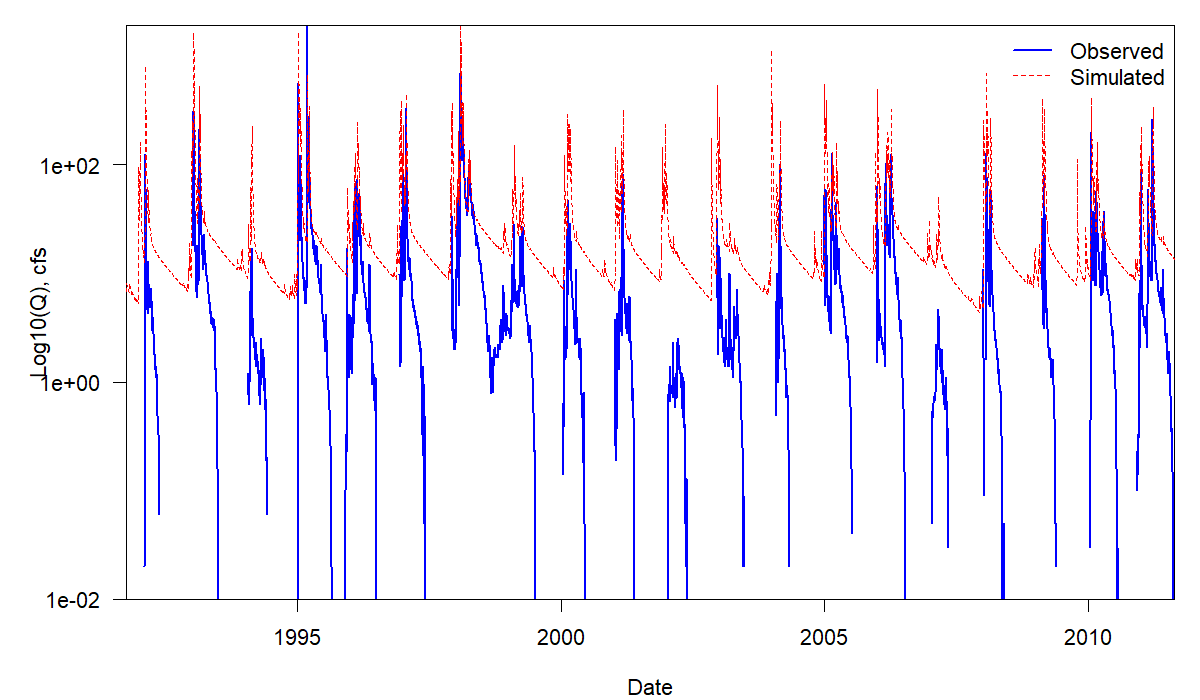 Observed
Simulated
1e+02
1e+00
1e-02
Log10(Q), cfs
1995
2000
2005
2010
Date